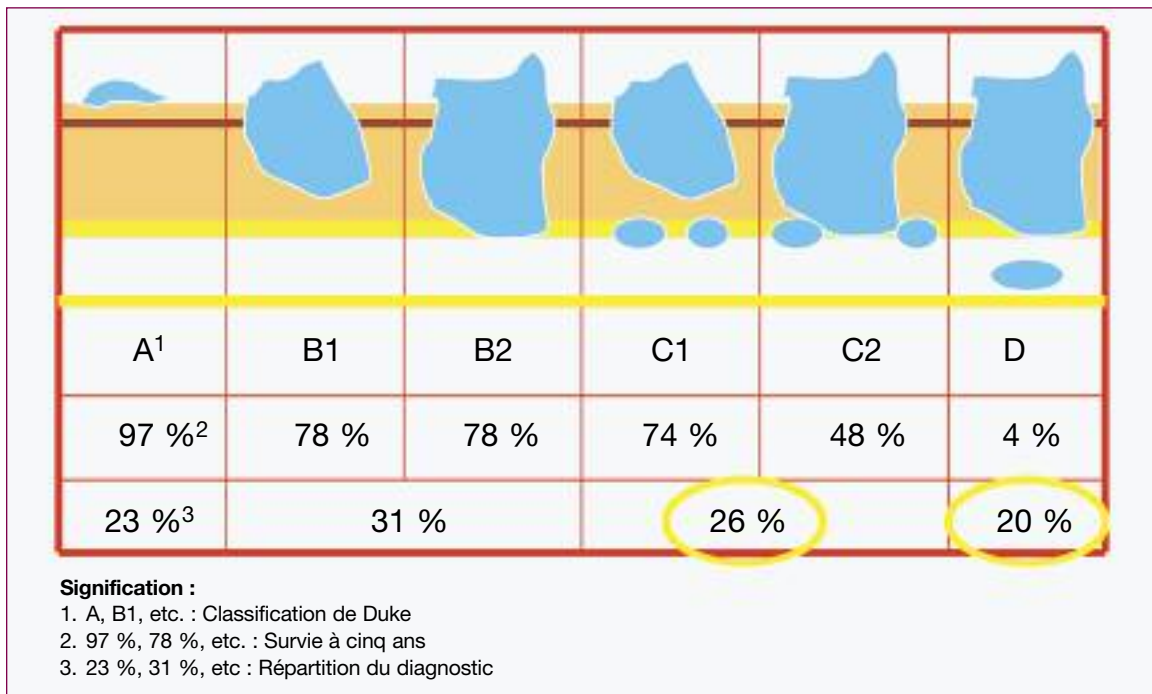 A¹ B1 B2 C1 C2 D
97 %² 78 % 78 % 74 % 48 % 4 %
23 %³ 31 % 26 % 20 %
Signification :
1. A, B1, etc. : Classification de Duke
2. 97 %, 78 %, etc. : Survie à cinq ans
3. 23 %, 31 %, etc : Répartition du diagnostic